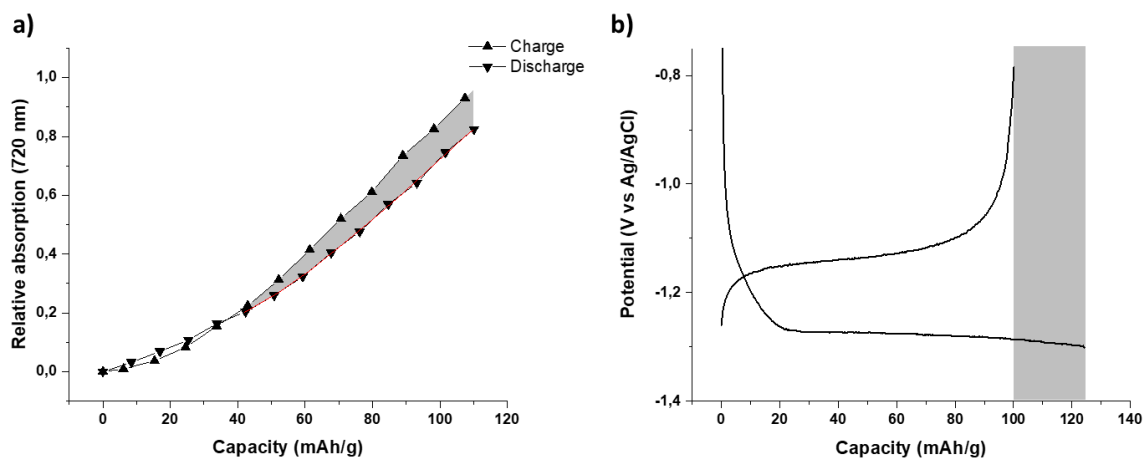 a)
Charge
Discharge
1,0
0,8
0,6
0,4
0,2
0,0
Relative absorption (720 nm)
0 20 40 60 80 100 120
Capacity (mAh/g)
b)
-0,8
-1,0
-1,2
-1,4
Potential (V vs Ag/AgCl)
0 20 40 60 80 100 120 140
Capacity (mAh/g)